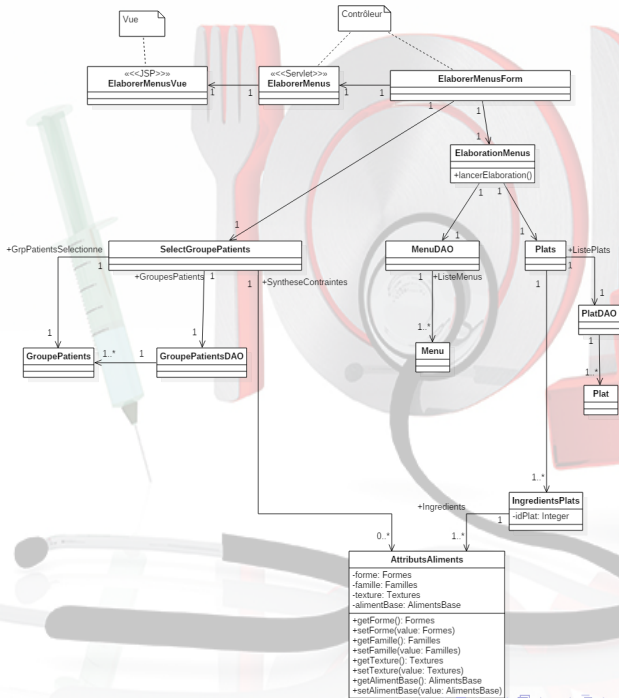 Vue
Contrôleur
«<<JSP>>»
ElaborerMenusVue
«<<Servlet>>»
ElaborerMenus
ElaborerMenusForm
1
1
1
1
1
1
1
1
ElaborationMenus
+lancerElaboration()
1
1
1
1
+GrpPatientsSelectionne
SelectGroupePatients
MenuDAO
Plats
+ListePlats
1
+GroupesPatients
1
1
+SyntheseContraintes
1
+ListeMenus
1
1
1
PlatDAO
1
1
1..*
1
1..*
1
GroupePatients
GroupePatientsDAO
Menu
1..*
Plat
1..*
+Ingredients
IngredientsPlats
-idPlat: Integer
1
0..*
1..*
AttributsAliments
-forme: Formes
-famille: Familles
-texture: Textures
-alimentBase: AlimentsBase
+getForme(): Formes
+setForme(value: Formes)
+getFamille(): Familles
+setFamille(value: Familles)
+getTexture(): Textures
+setTexture(value: Textures)
+getAlimentBase(): AlimentsBase
+setAlimentBase(value: AlimentsBase)